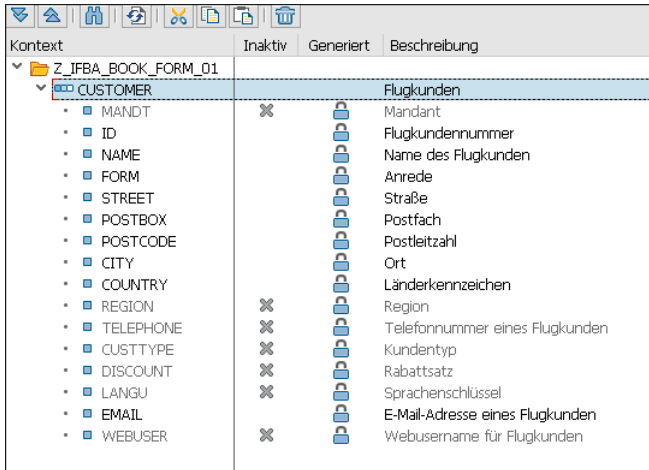 Kontext Inaktiv Generiert Beschreibung
Z_IFBA_BOOK_FORM_01
CUSTOMER Flugkunden
MANDT Mandant
ID Flugkundennummer
NAME Name des Flugkunden
FORM Anrede
STREET Straße
POSTBOX Postfach
POSTCODE Postleitzahl
CITY Ort
COUNTRY Länderkennzeichen
REGION Region
TELEPHONE Telefonnummer eines Flugkunden
CUSTTYPE Kundentyp
DISCOUNT Rabattsatz
LANGU Sprachenschlüssel
EMAIL E-Mail-Adresse eines Flugkunden
WEBUSER Webusername für Flugkunden